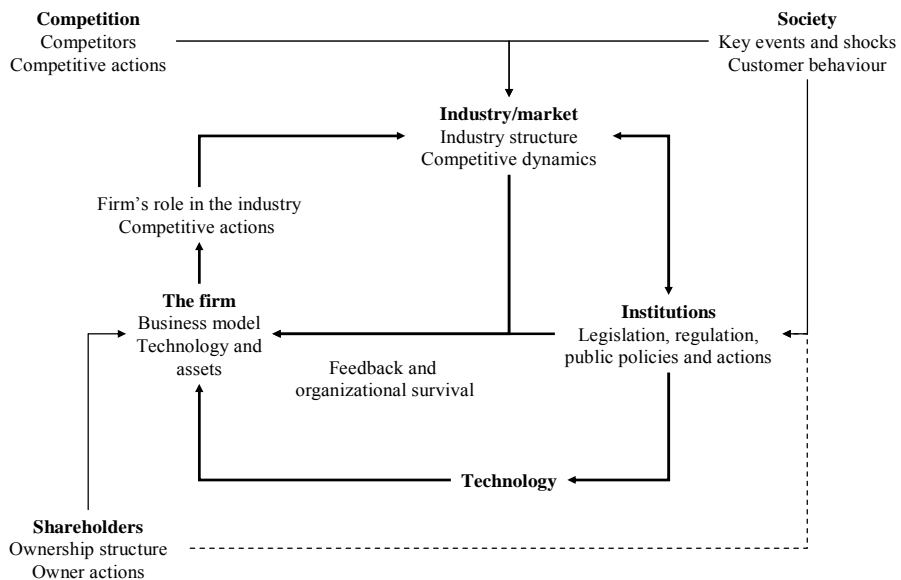 Competition
Competitors
Competitive actions
Society
Key events and shocks
Customer behaviour
Industry/market
Industry structure
Competitive dynamics
Firm's role in the industry
Competitive actions
The firm
Business model
Technology and
assets
Institutions
Legislation, regulation,
public policies and actions
Feedback and
organizational survival
Technology
Shareholders
Ownership structure
Owner actions